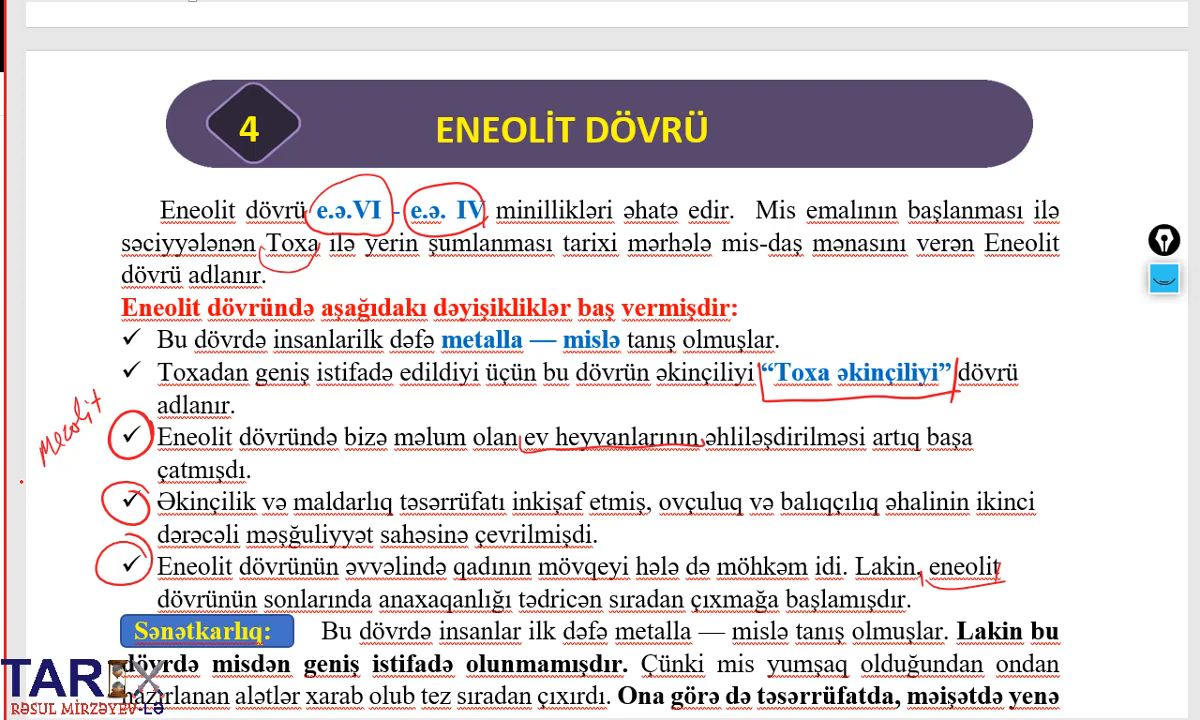 4
ENEOLİT DÖVRÜ
Eneolit dövrü e.ə.VI - e.ə. IV minillikləri əhatə edir. Mis emalının başlanması ilə
səciyyələnən Toxa ilə yerin şumlanması tarixi mərhələ mis-daş mənasını verən Eneolit
dövrü adlanır.
Eneolit dövründə aşağıdakı dəyişikliklər baş vermişdir:
✓ Bu dövrdə insanlarilk dəfə metalla — mislə tanış olmuşlar.
✓ Toxadan geniş istifadə edildiyi üçün bu dövrün əkinçiliyi “Toxa əkinçiliyi” dövrü
adlanır.
mezolit
✓ Eneolit dövründə bizə məlum olan ev heyvanlarının əhliləşdirilməsi artıq başa
çatmışdı.
✓ Əkinçilik və maldarlıq təsərrüfatı inkişaf etmiş, ovçuluq və balıqçılıq əhalinin ikinci
dərəcəli məşğuliyyət sahəsinə çevrilmişdi.
✓ Eneolit dövrünün əvvəlində qadının mövqeyi hələ də möhkəm idi. Lakin, eneolit
dövrünün sonlarında anaxaqanlığı tədricən sıradan çıxmağa başlamışdır.
Sənətkarlıq: Bu dövrdə insanlar ilk dəfə metalla — mislə tanış olmuşlar. Lakin bu
dövrdə misdən geniş istifadə olunmamışdır. Çünki mis yumşaq olduğundan ondan
hazırlanan alətlər xarab olub tez sıradan çıxırdı. Ona görə də təsərrüfatda, məişətdə yenə
TARIX
RƏSUL MİRZƏYEV-LƏ